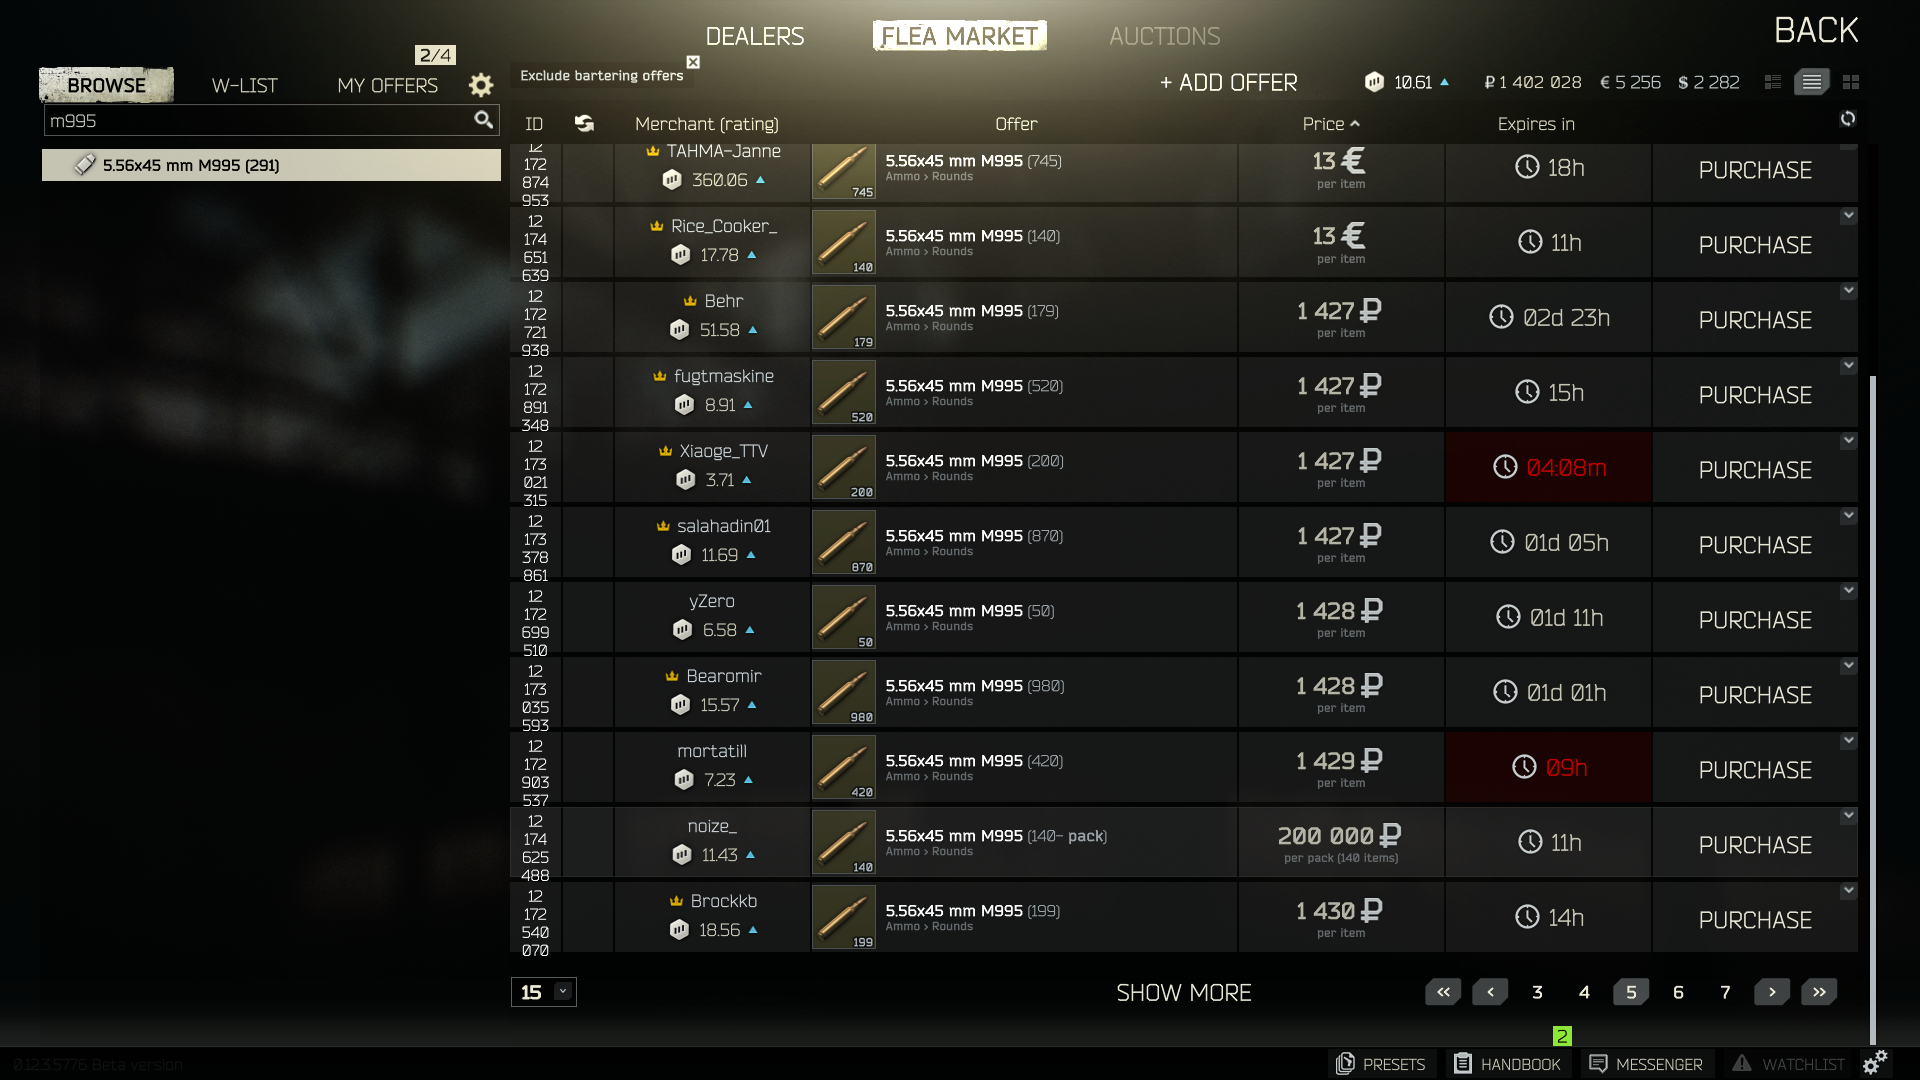 DEALERS
FLEA MARKET
AUCTIONS
BACK
2/4
BROWSE
W-LIST
MY OFFERS
Exclude bartering offers
+ ADD OFFER
10.61
₽ 1 402 028
€ 5 256
$ 2 282
m995
5.56x45 mm M995 (291)
ID
Merchant (rating)
Offer
Price
Expires in
12
172
874
953
TAHMA-Janne
360.06
745
5.56x45 mm M995 (745)
Ammo > Rounds
13 €
per item
18h
PURCHASE
12
174
651
639
Rice_Cooker_
17.78
140
5.56x45 mm M995 (140)
Ammo > Rounds
13 €
per item
11h
PURCHASE
12
172
721
938
Behr
51.58
179
5.56x45 mm M995 (179)
Ammo > Rounds
1 427 ₽
per item
02d 23h
PURCHASE
12
172
891
348
fugtmaskine
8.91
520
5.56x45 mm M995 (520)
Ammo > Rounds
1 427 ₽
per item
15h
PURCHASE
12
173
021
315
Xiaoge_TTV
3.71
200
5.56x45 mm M995 (200)
Ammo > Rounds
1 427 ₽
per item
04:08m
PURCHASE
12
173
378
861
salahadin01
11.69
870
5.56x45 mm M995 (870)
Ammo > Rounds
1 427 ₽
per item
01d 05h
PURCHASE
12
172
699
510
yZero
6.58
50
5.56x45 mm M995 (50)
Ammo > Rounds
1 428 ₽
per item
01d 11h
PURCHASE
12
173
035
593
Bearomir
15.57
980
5.56x45 mm M995 (980)
Ammo > Rounds
1 428 ₽
per item
01d 01h
PURCHASE
12
172
903
537
mortatill
7.23
420
5.56x45 mm M995 (420)
Ammo > Rounds
1 429 ₽
per item
09h
PURCHASE
12
174
625
488
noize_
11.43
140
5.56x45 mm M995 (140- pack)
Ammo > Rounds
200 000 ₽
per pack (140 items)
11h
PURCHASE
12
172
540
070
Brockkb
18.56
199
5.56x45 mm M995 (199)
Ammo > Rounds
1 430 ₽
per item
14h
PURCHASE
15
SHOW MORE
<< < 3 4 5 6 7 > >>
2
0.12.3.5776 Beta version
PRESETS
HANDBOOK
MESSENGER
WATCHLIST